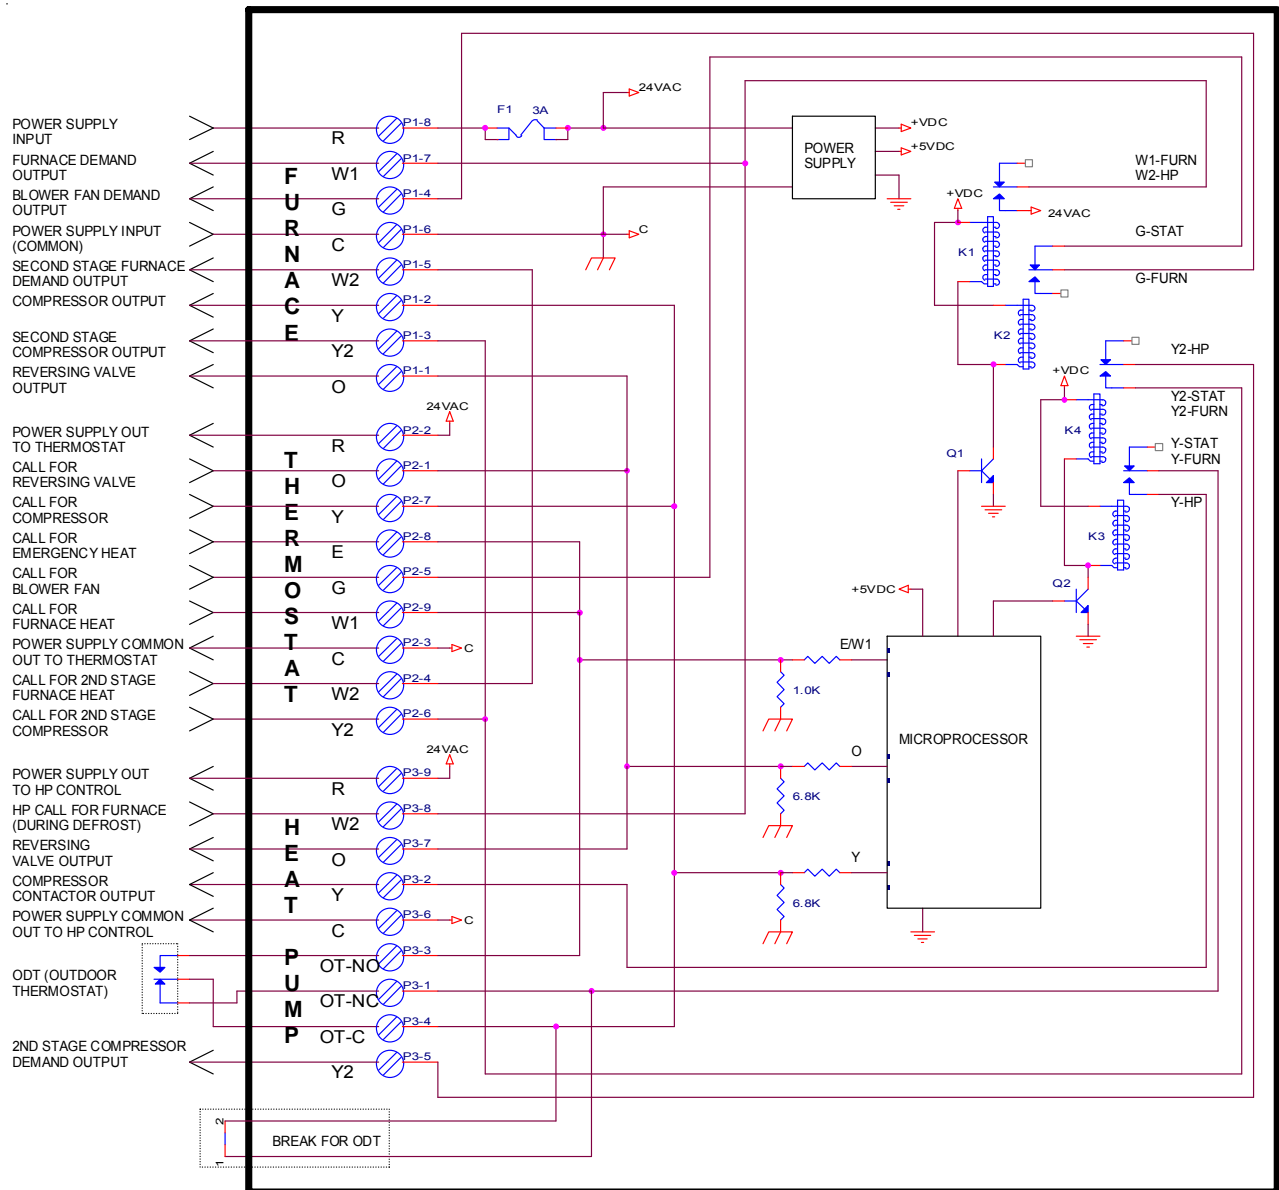 POWER SUPPLY
INPUT
R
P1-8
F1
3A
24VAC
FURNACE DEMAND
OUTPUT
W1
P1-7
BLOWER FAN DEMAND
OUTPUT
G
P1-4
POWER SUPPLY INPUT
(COMMON)
C
P1-6
C
SECOND STAGE FURNACE
DEMAND OUTPUT
W2
P1-5
COMPRESSOR OUTPUT
Y
P1-2
SECOND STAGE
COMPRESSOR OUTPUT
Y2
P1-3
REVERSING VALVE
OUTPUT
O
P1-1
FURNACE
POWER
SUPPLY
+VDC
+5VDC
W1-FURN
W2-HP
+VDC
24VAC
K1
G-STAT
G-FURN
K2
Y2-HP
+VDC
Y2-STAT
Y2-FURN
K4
Y-STAT
Y-FURN
Y-HP
K3
Q1
Q2
POWER SUPPLY OUT
TO THERMOSTAT
R
P2-2
24VAC
CALL FOR
REVERSING VALVE
O
P2-1
CALL FOR
COMPRESSOR
Y
P2-7
CALL FOR
EMERGENCY HEAT
E
P2-8
CALL FOR
BLOWER FAN
G
P2-5
CALL FOR
FURNACE HEAT
W1
P2-9
POWER SUPPLY COMMON
OUT TO THERMOSTAT
C
P2-3
C
CALL FOR 2ND STAGE
FURNACE HEAT
W2
P2-4
CALL FOR 2ND STAGE
COMPRESSOR
Y2
P2-6
THERMOSTAT
+5VDC
E/W1
1.0K
O
6.8K
Y
6.8K
MICROPROCESSOR
POWER SUPPLY OUT
TO HP CONTROL
R
P3-9
24VAC
HP CALL FOR FURNACE
(DURING DEFROST)
W2
P3-8
REVERSING
VALVE OUTPUT
O
P3-7
COMPRESSOR
CONTACTOR OUTPUT
Y
P3-2
POWER SUPPLY COMMON
OUT TO HP CONTROL
C
P3-6
C
OT-NO
P3-3
ODT (OUTDOOR
THERMOSTAT)
OT-NC
P3-1
OT-C
P3-4
2ND STAGE COMPRESSOR
DEMAND OUTPUT
Y2
P3-5
HEAT PUMP
2
BREAK FOR ODT
1